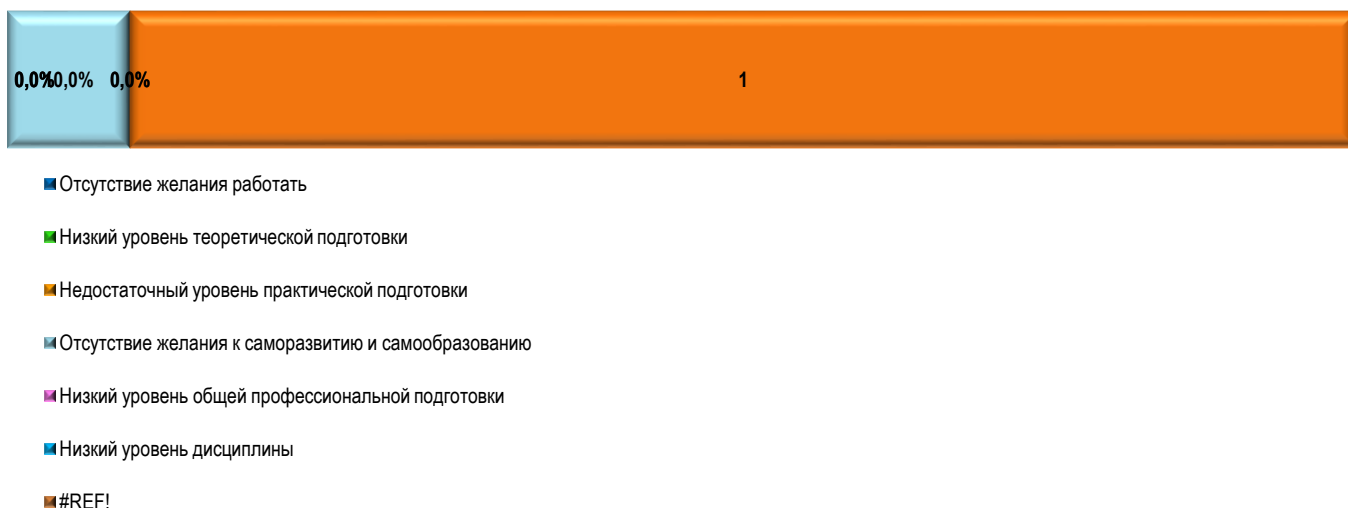 0,0%0,0% 0,0% 1
Отсутствие желания работать
Низкий уровень теоретической подготовки
Недостаточный уровень практической подготовки
Отсутствие желания к саморазвитию и самообразованию
Низкий уровень общей профессиональной подготовки
Низкий уровень дисциплины
#REF!